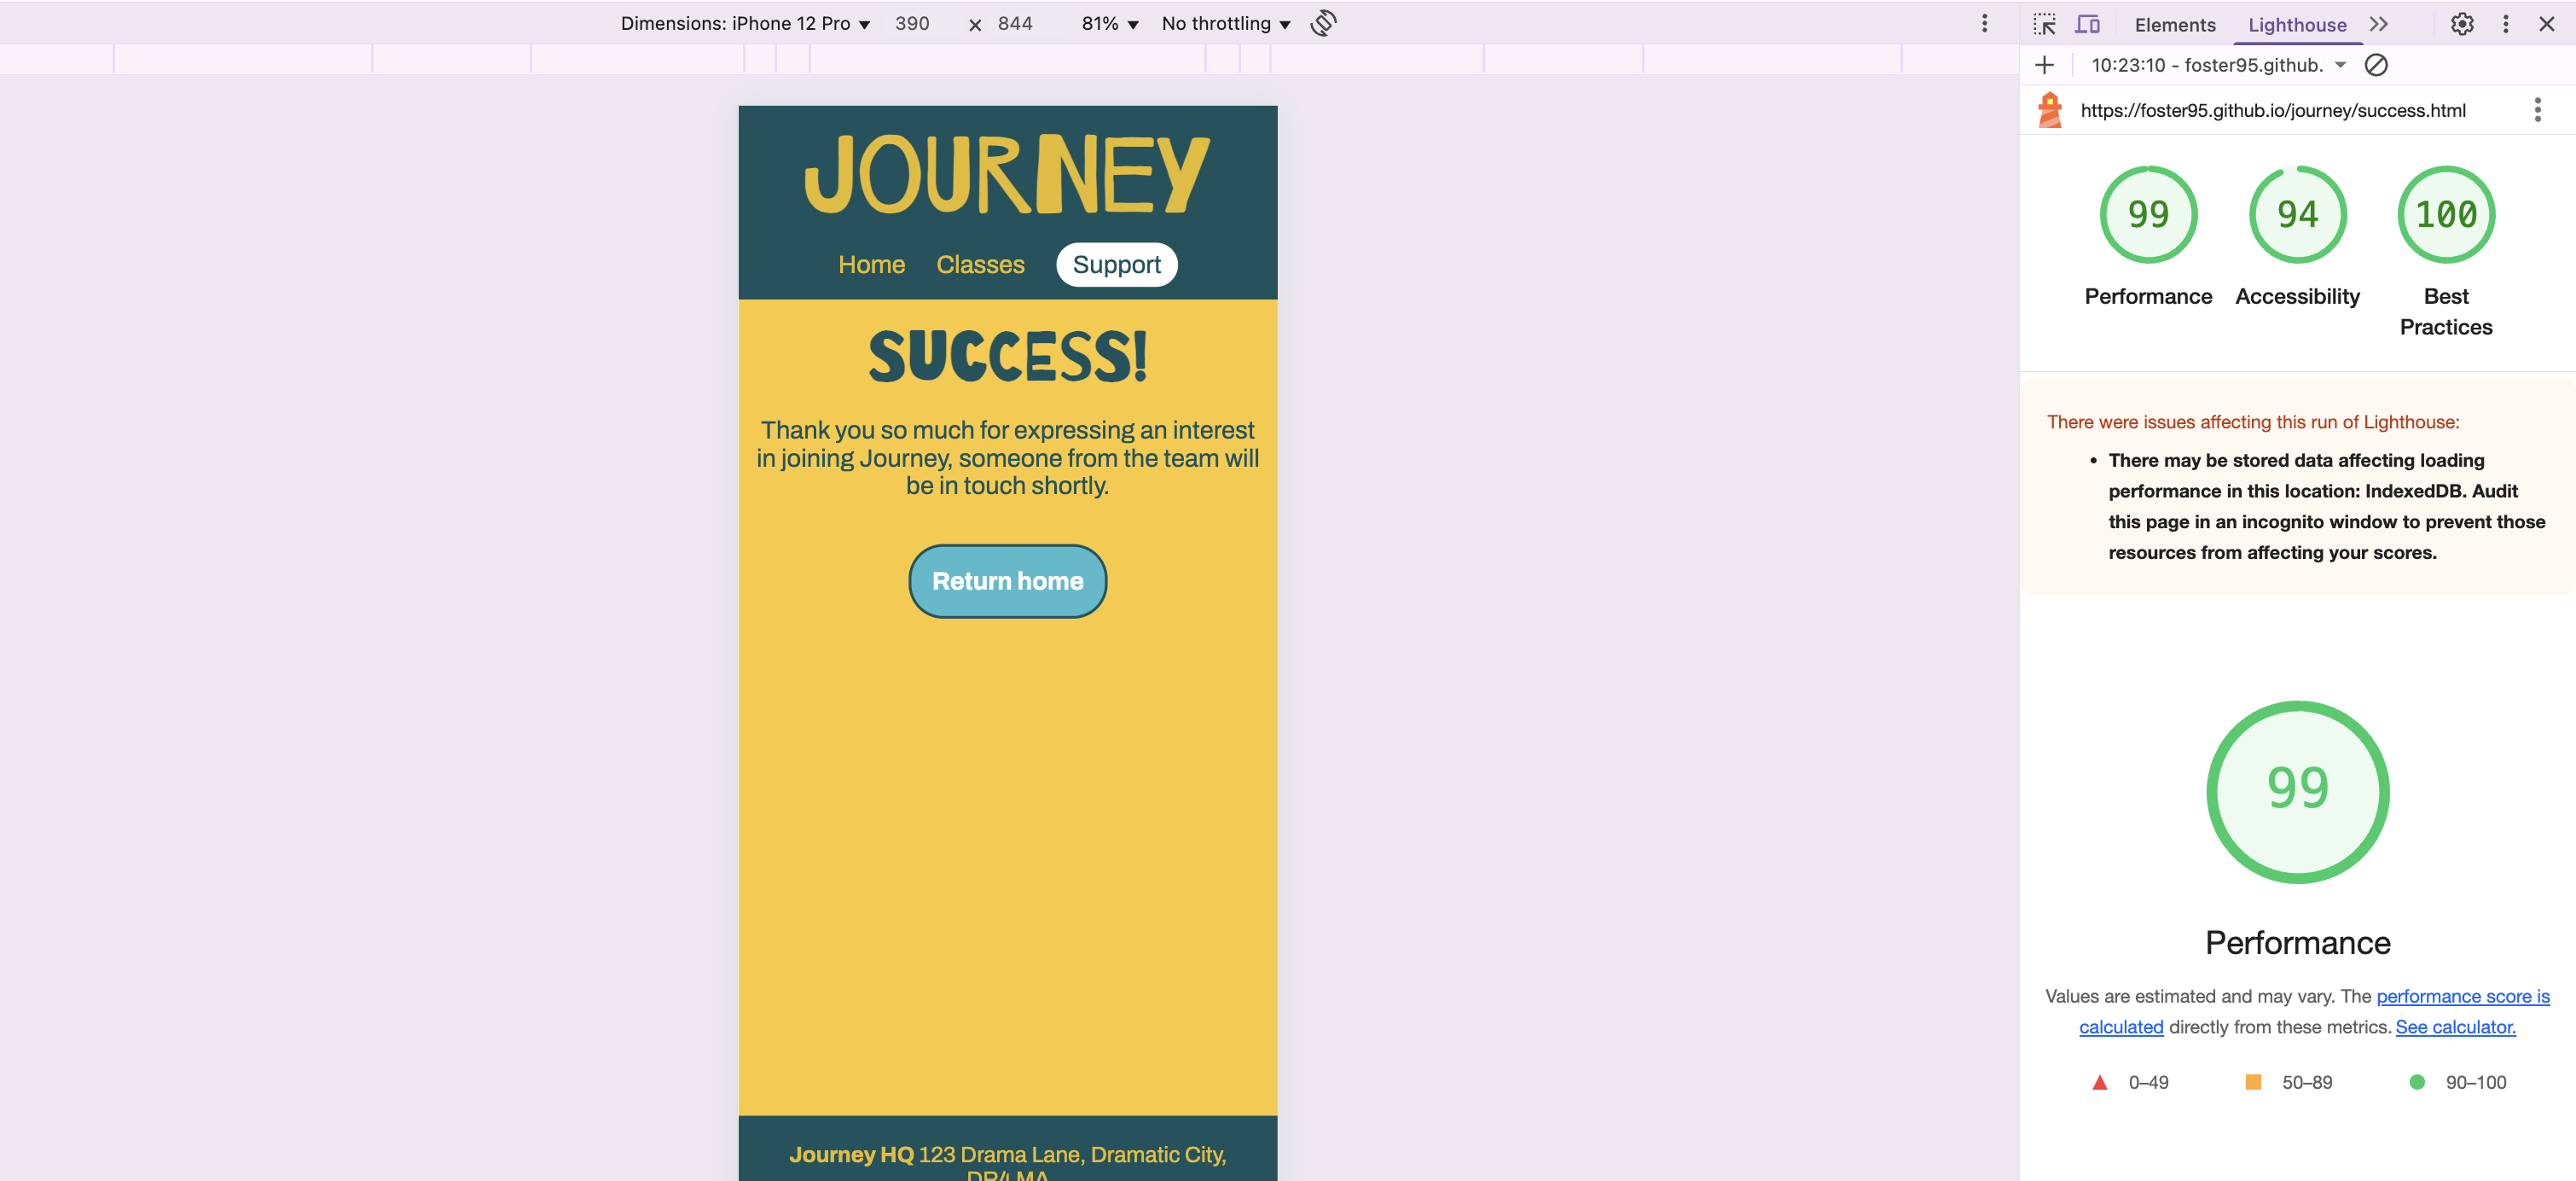 Dimensions: iPhone 12 Pro ▼ 390 × 844 81% ▼ No throttling ▼
Elements Lighthouse
10:23:10 - foster95.github.
https://foster95.github.io/journey/success.html
JOURNEY
Home Classes Support
SUCCESS!
Thank you so much for expressing an interest
in joining Journey, someone from the team will
be in touch shortly.
Return home
Journey HQ 123 Drama Lane, Dramatic City,
99 94 100
Performance Accessibility Best
Practices
There were issues affecting this run of Lighthouse:
• There may be stored data affecting loading
performance in this location: IndexedDB. Audit
this page in an incognito window to prevent those
resources from affecting your scores.
99
Performance
Values are estimated and may vary. The performance score is
calculated directly from these metrics. See calculator.
0–49 50–89 90–100